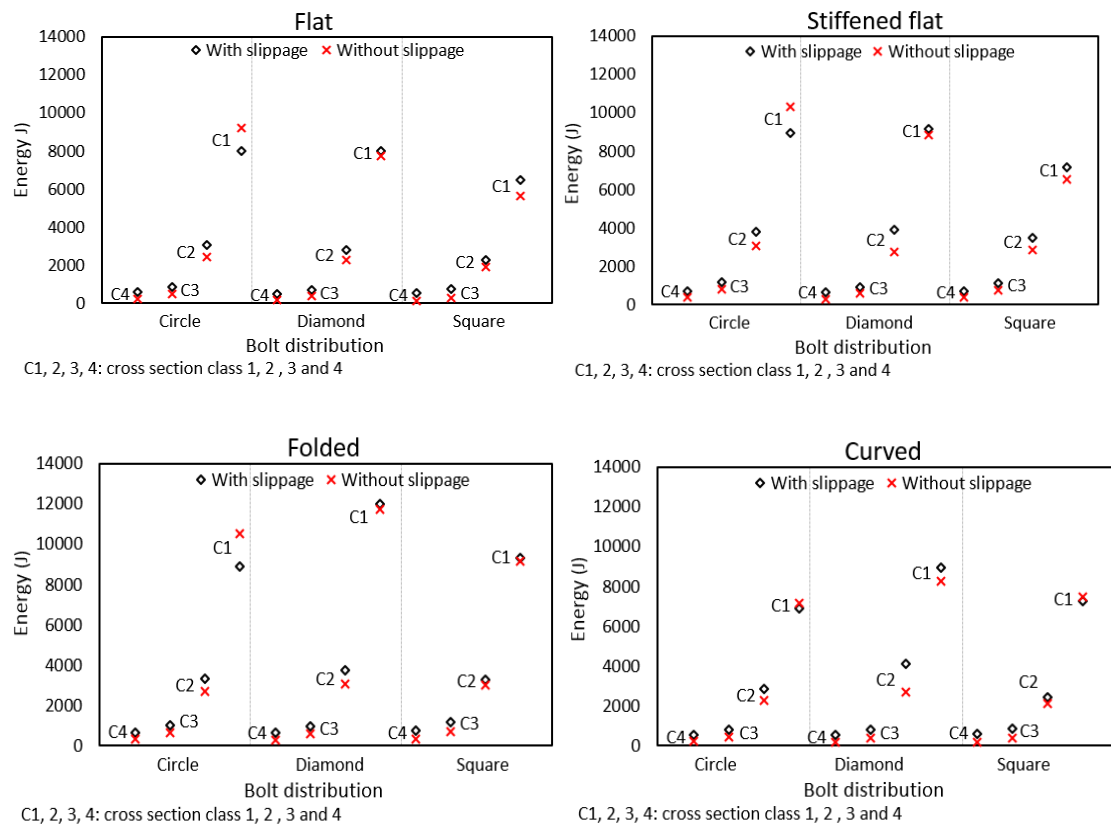 Flat
14000
12000
10000
8000
6000
4000
2000
0
Energy J)
With slippage Without slippage
C4 C3 C2 C1
C4 C3 C2 C1
C4 C3 C2 C1
Circle Diamond Square
Bolt distribution
C1, 2, 3, 4: cross section class 1, 2 , 3 and 4
Stiffened flat
14000
12000
10000
8000
6000
4000
2000
0
Energy (J)
With slippage Without slippage
C4 C3 C2 C1
C4 C3 C2 C1
C4 C3 C2 C1
Circle Diamond Square
Bolt distribution
C1, 2, 3, 4: cross section class 1, 2 , 3 and 4
Folded
14000
12000
10000
8000
6000
4000
2000
0
Energy (J)
With slippage Without slippage
C4 C3 C2 C1
C4 C3 C2 C1
C4 C3 C2 C1
Circle Diamond Square
Bolt distribution
C1, 2, 3, 4: cross section class 1, 2 , 3 and 4
Curved
14000
12000
10000
8000
6000
4000
2000
0
Energy (J)
With slippage Without slippage
C4 C3 C2 C1
C4 C3 C2 C1
C4 C3 C2 C1
Circle Diamond Square
Bolt distribution
C1, 2, 3, 4: cross section class 1, 2 , 3 and 4